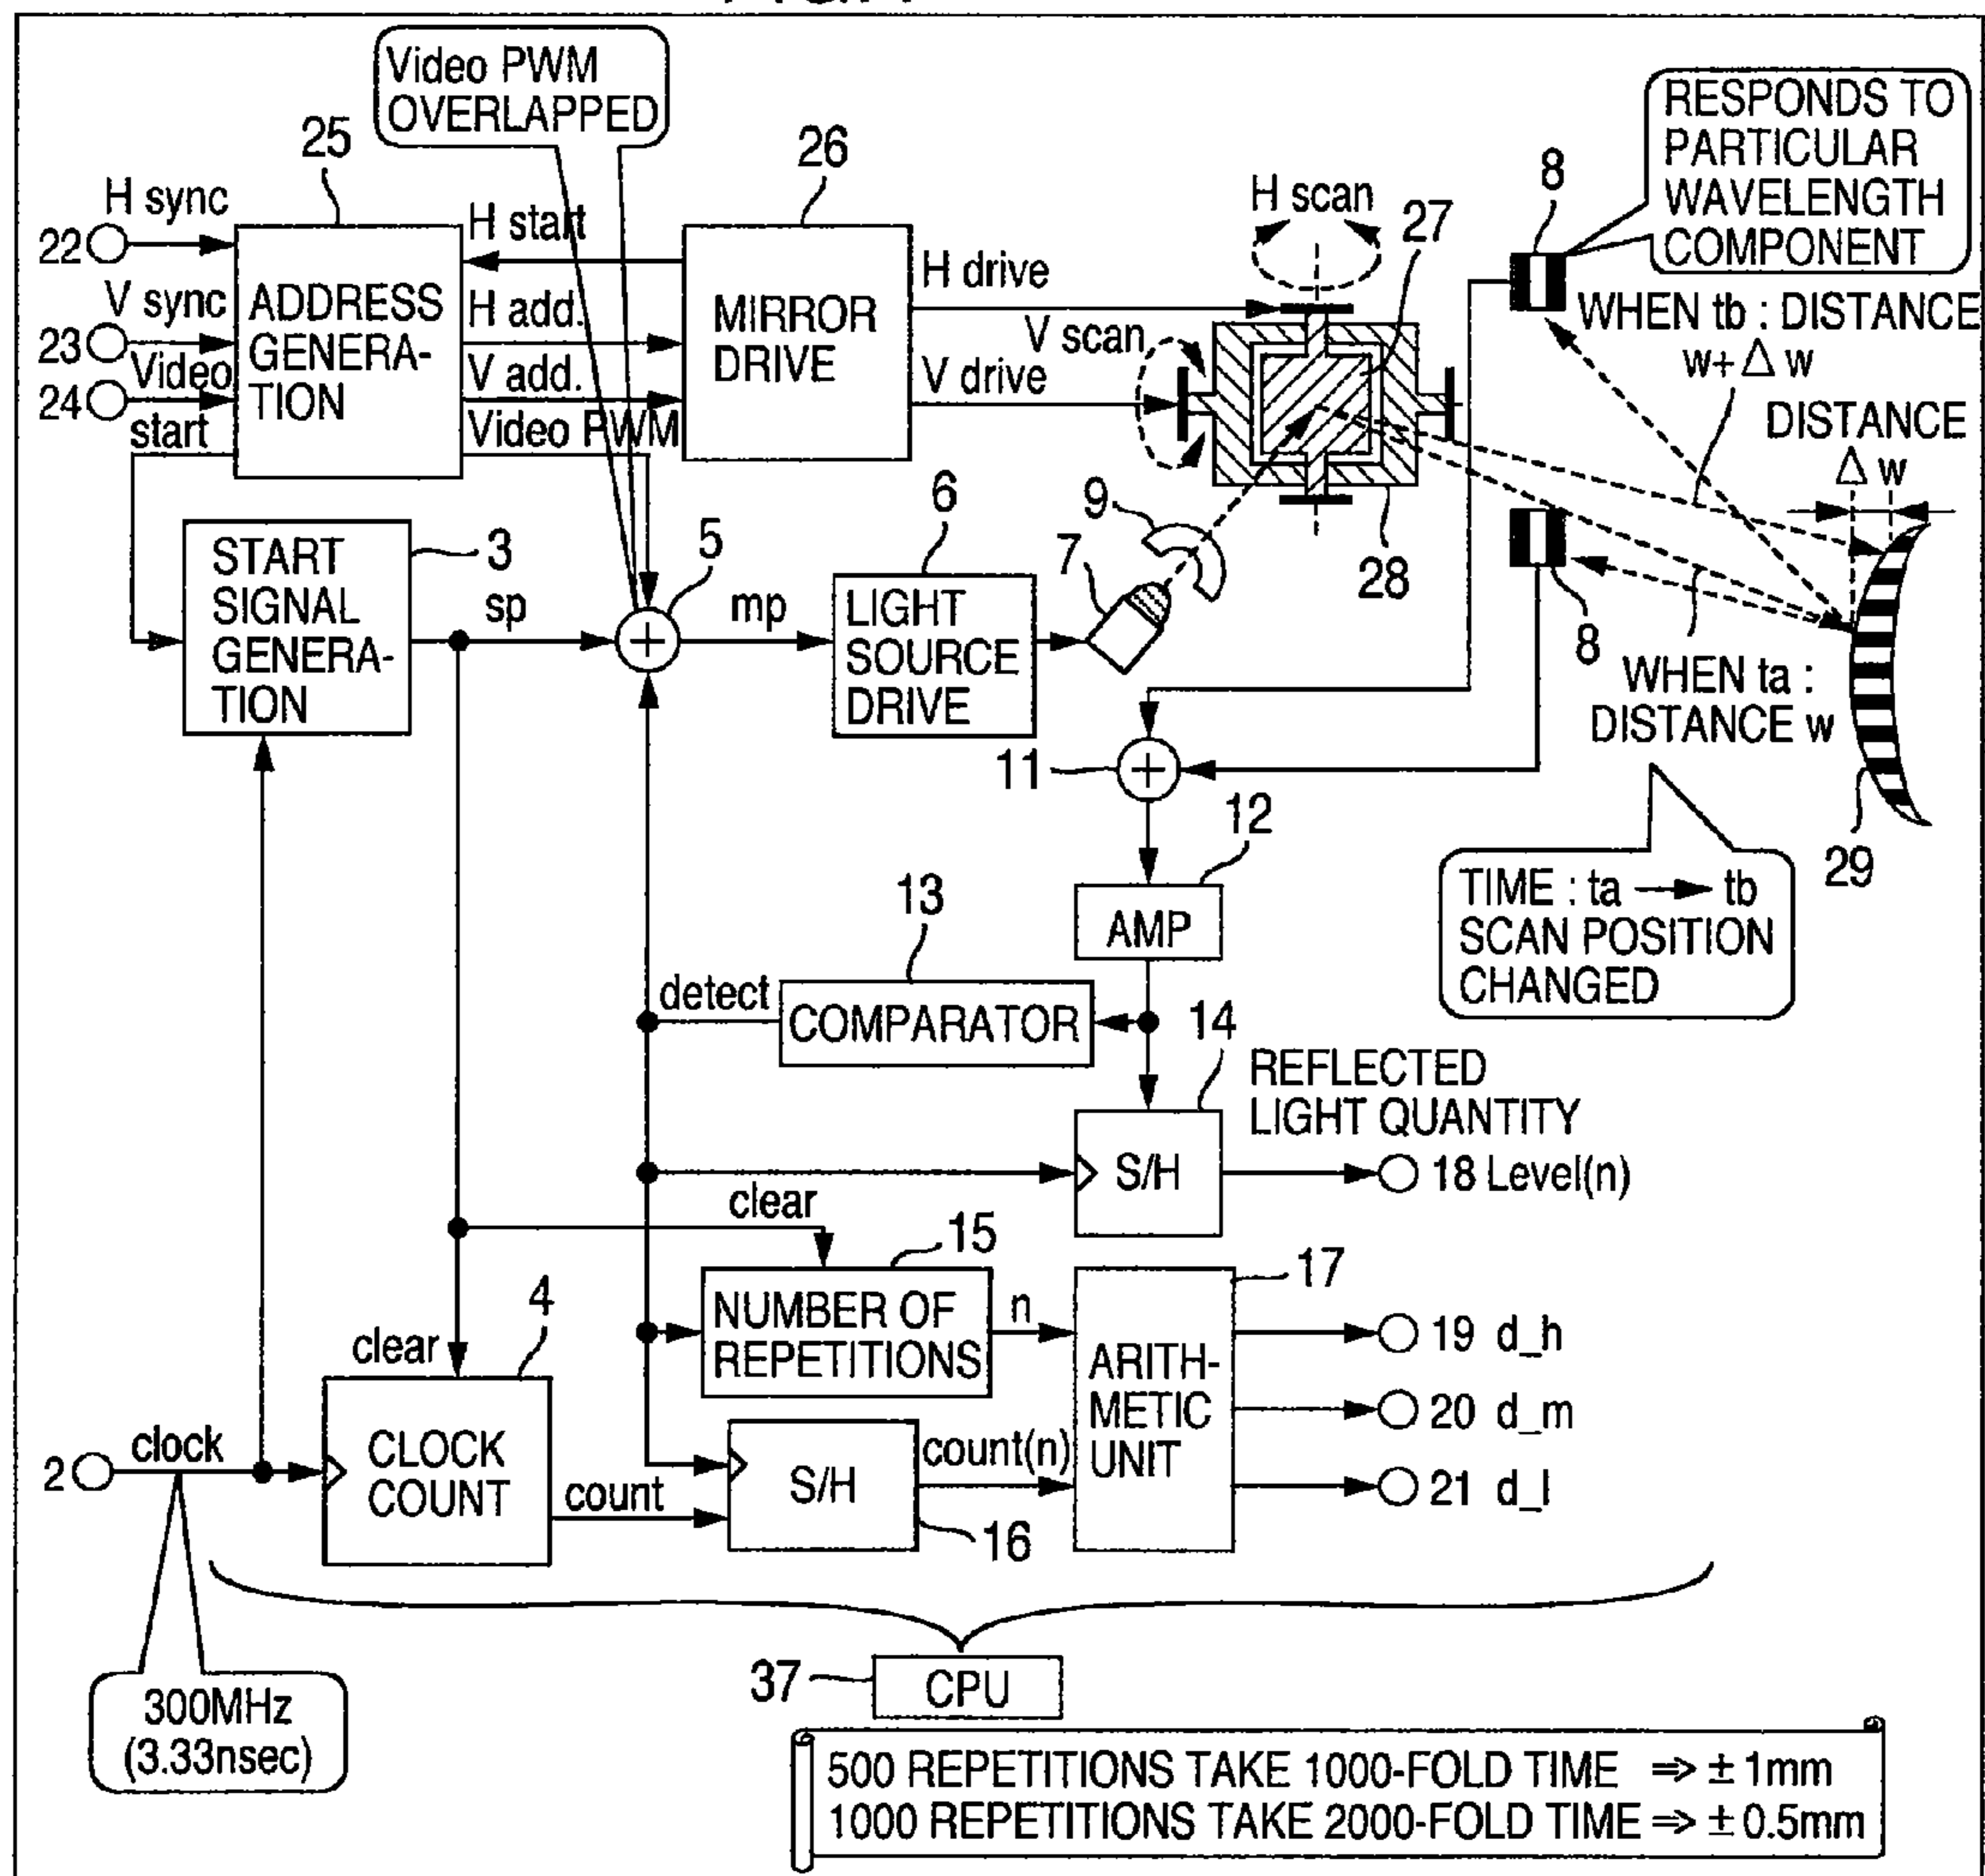 Video PWM
OVERLAPPED
RESPONDS TO
PARTICULAR
WAVELENGTH
COMPONENT
25
26
8
H sync
22
H start
H scan
27
V sync
23
ADDRESS
GENERA-
TION
H add.
MIRROR
DRIVE
H drive
V scan
WHEN tb : DISTANCE
w+ Δ w
Video
24
V add.
V drive
start
Video PWM
DISTANCE
Δ w
28
START
SIGNAL
GENERA-
TION
3
sp
5
mp
6
LIGHT
SOURCE
DRIVE
7
9
8
WHEN ta :
DISTANCE w
29
11
12
AMP
TIME : ta → tb
SCAN POSITION
CHANGED
13
detect
COMPARATOR
14
REFLECTED
LIGHT QUANTITY
S/H
18 Level(n)
clear
15
NUMBER OF
REPETITIONS
n
17
ARITH-
METIC
UNIT
19 d_h
20 d_m
21 d_l
clear
4
2
clock
CLOCK
COUNT
count
S/H
16
count(n)
300MHz
(3.33nsec)
37
CPU
500 REPETITIONS TAKE 1000-FOLD TIME => ± 1mm
1000 REPETITIONS TAKE 2000-FOLD TIME => ± 0.5mm